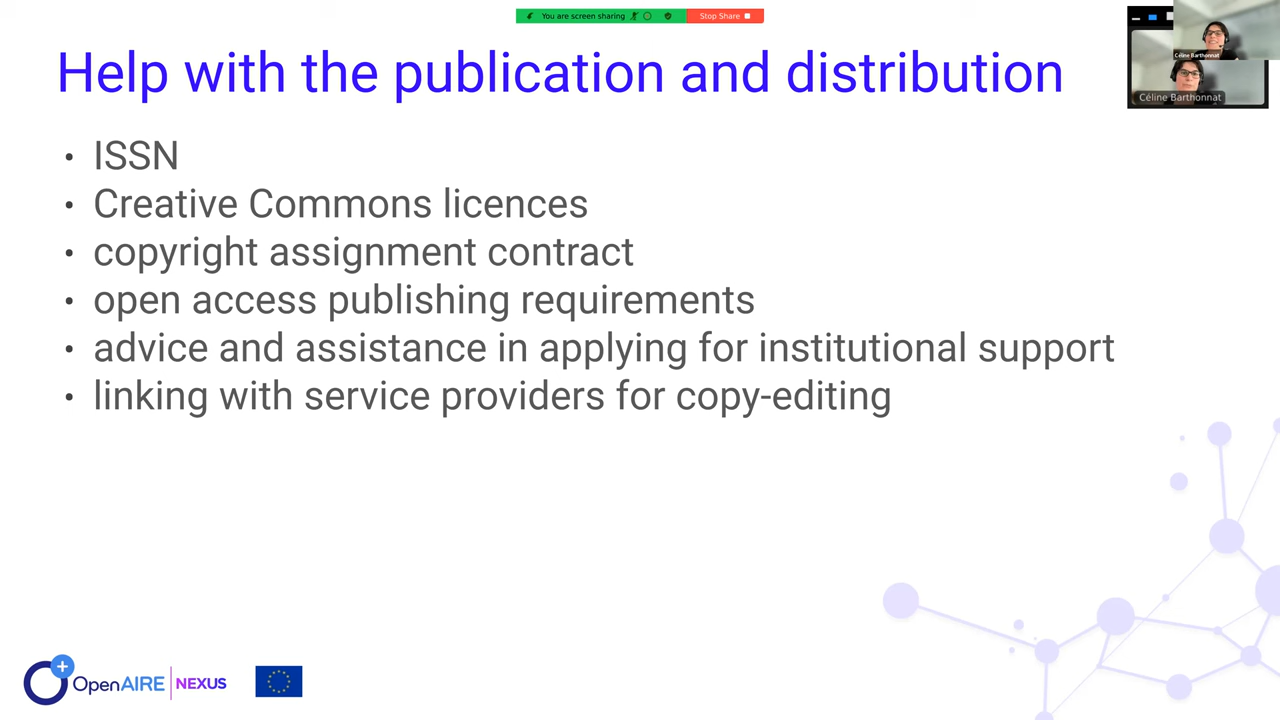 You are screen sharing
Stop Share
Help with the publication and distribution
Céline Barthonnat
Céline Barthonnat
• ISSN
• Creative Commons licences
• copyright assignment contract
• open access publishing requirements
• advice and assistance in applying for institutional support
• linking with service providers for copy-editing
OpenAIRE NEXUS